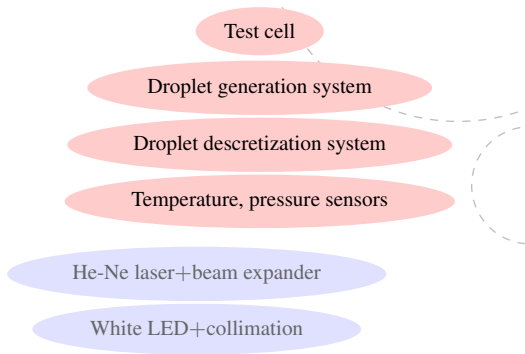 Test cell
Droplet generation system
Droplet descretization system
Temperature, pressure sensors
He-Ne laser+beam expander
White LED+collimation